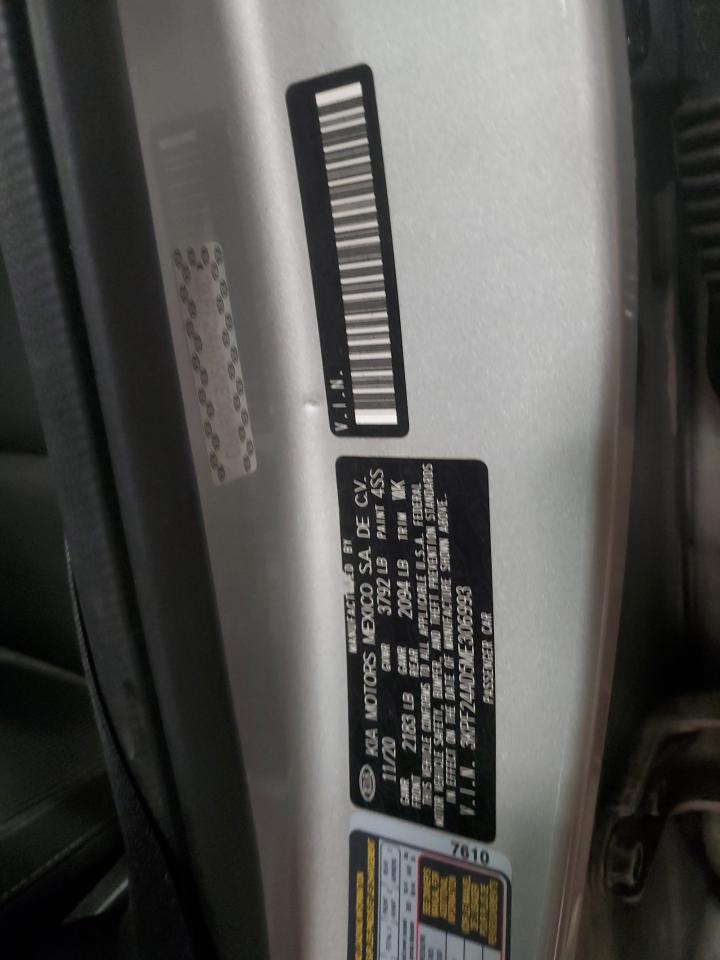 V.I.N.
MANUFACTURED BY
KIA KIA MOTORS MEXICO S.A. DE C.V.
11/20 GVWR 3792 LB PAINT 4SS
GAWR FRONT 2183 LB GAWR REAR 2094 LB TRIM WK
THIS VEHICLE CONFORMS TO ALL APPLICABLE U.S.A. FEDERAL
MOTOR VEHICLE SAFETY, BUMPER, AND THEFT PREVENTION STANDARDS
IN EFFECT ON THE DATE OF MANUFACTURE SHOWN ABOVE.
V.I.N. 3KPF24AD5ME306993
PASSENGER CAR
7610